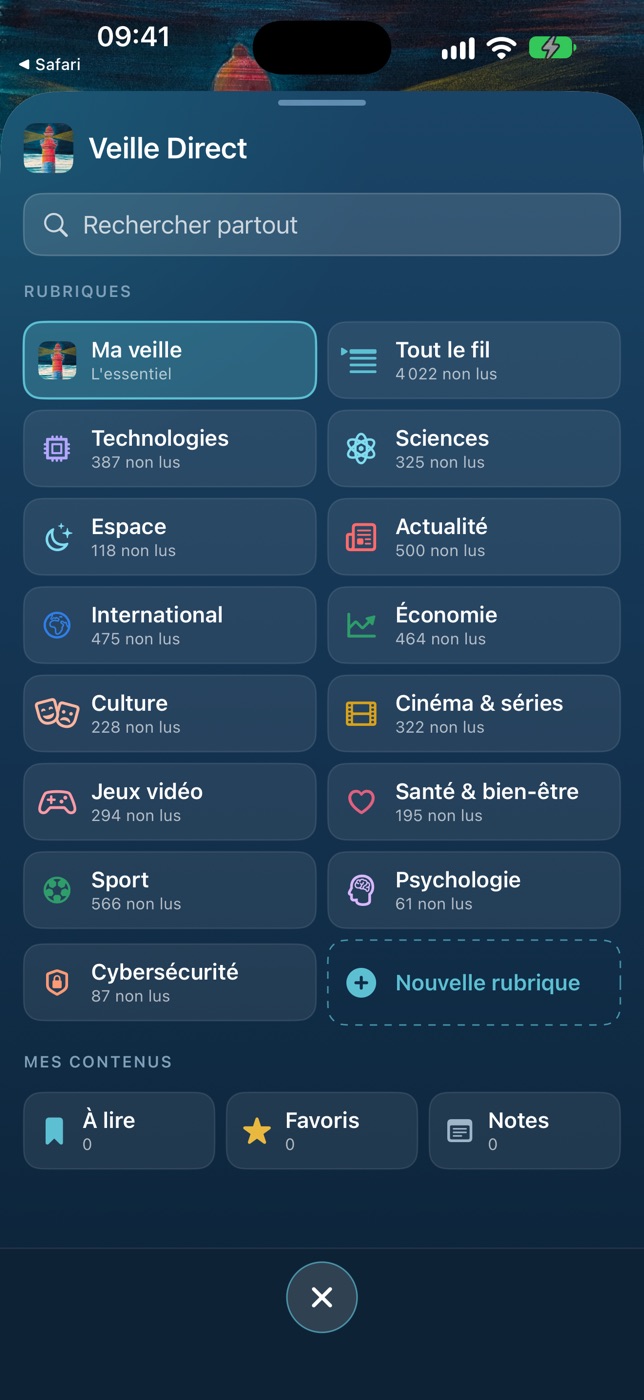 09:41
Safari
Veille Direct
Rechercher partout
RUBRIQUES
Ma veille
L'essentiel
Tout le fil
4 022 non lus
Technologies
387 non lus
Sciences
325 non lus
Espace
118 non lus
Actualité
500 non lus
International
475 non lus
Économie
464 non lus
Culture
228 non lus
Cinéma & séries
322 non lus
Jeux vidéo
294 non lus
Santé & bien-être
195 non lus
Sport
566 non lus
Psychologie
61 non lus
Cybersécurité
87 non lus
Nouvelle rubrique
MES CONTENUS
À lire
0
Favoris
0
Notes
0